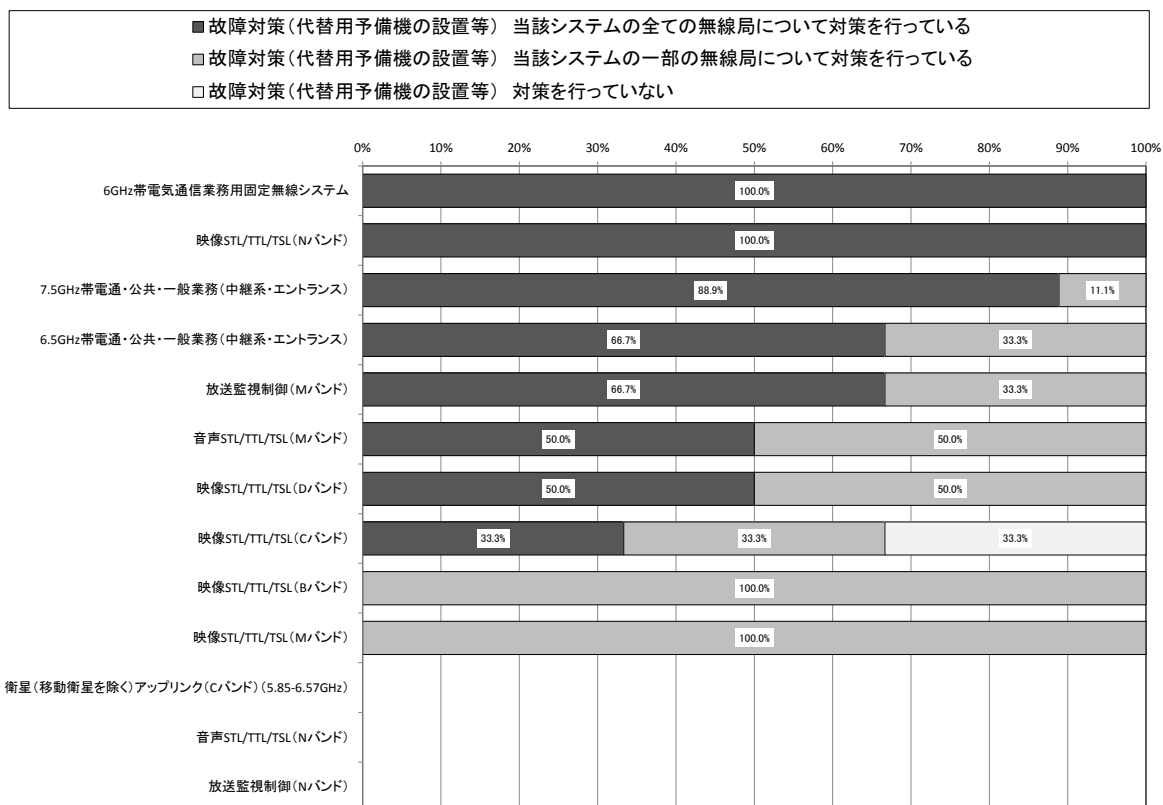 ■故障対策(代替用予備機の設置等) 当該システムの全ての無線局について対策を行っている
■故障対策(代替用予備機の設置等) 当該システムの一部の無線局について対策を行っている
□故障対策(代替用予備機の設置等) 対策を行っていない
0% 10% 20% 30% 40% 50% 60% 70% 80% 90% 100%
6GHz帯電気通信業務用固定無線システム 100.0%
映像STL/TTL/TSL(Nバンド) 100.0%
7.5GHz帯電通・公共・一般業務(中継系・エントランス) 88.9% 11.1%
6.5GHz帯電通・公共・一般業務(中継系・エントランス) 66.7% 33.3%
放送監視制御(Mバンド) 66.7% 33.3%
音声STL/TTL/TSL(Mバンド) 50.0% 50.0%
映像STL/TTL/TSL(Dバンド) 50.0% 50.0%
映像STL/TTL/TSL(Cバンド) 33.3% 33.3% 33.3%
映像STL/TTL/TSL(Bバンド) 100.0%
映像STL/TTL/TSL(Mバンド) 100.0%
衛星(移動衛星を除く)アップリンク(Cバンド)(5.85-6.57GHz)
音声STL/TTL/TSL(Nバンド)
放送監視制御(Nバンド)